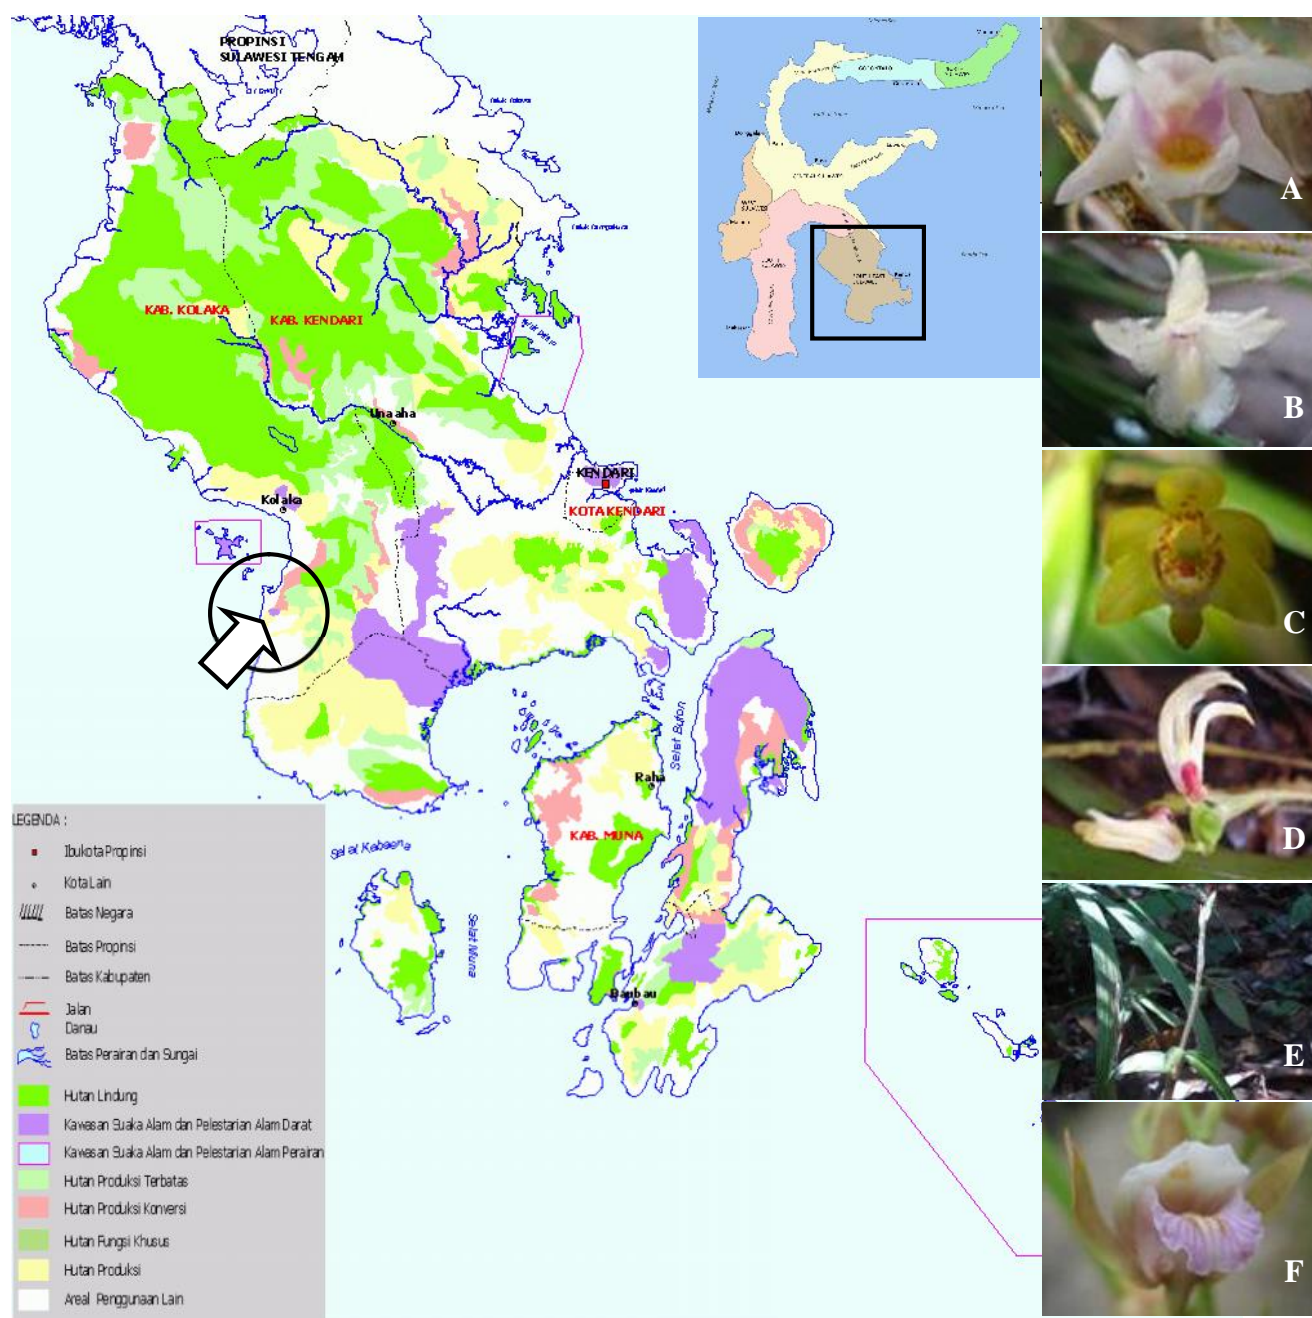 PROPINSI
SULAWESI TENGAH
KAB. KOLAKA
KAB. KENDARI
Unaaha
Kolaka
KENDARI
KOTA KENDARI
Selat Buton
Raha
KAB. MUNA
Selat Kabaena
Selat Muna
Baubau
LEGENDA :
Ibukota Propinsi
Kota Lain
Batas Negara
Batas Propinsi
Batas Kabupaten
Jalan
Danau
Batas Perairan dan Sungai
Hutan Lindung
Kawasan Suaka Alam dan Pelestarian Alam Darat
Kawasan Suaka Alam dan Pelestarian Alam Perairan
Hutan Produksi Terbatas
Hutan Produksi Konversi
Hutan Fungsi Khusus
Hutan Produksi
Areal Penggunaan Lain
GORONTALO
CENTRAL SULAWESI
A
B
C
D
E
F